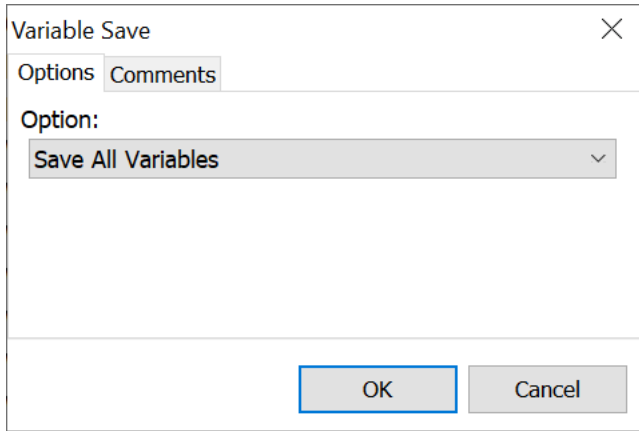 Variable Save
Options Comments
Option:
Save All Variables
OK Cancel